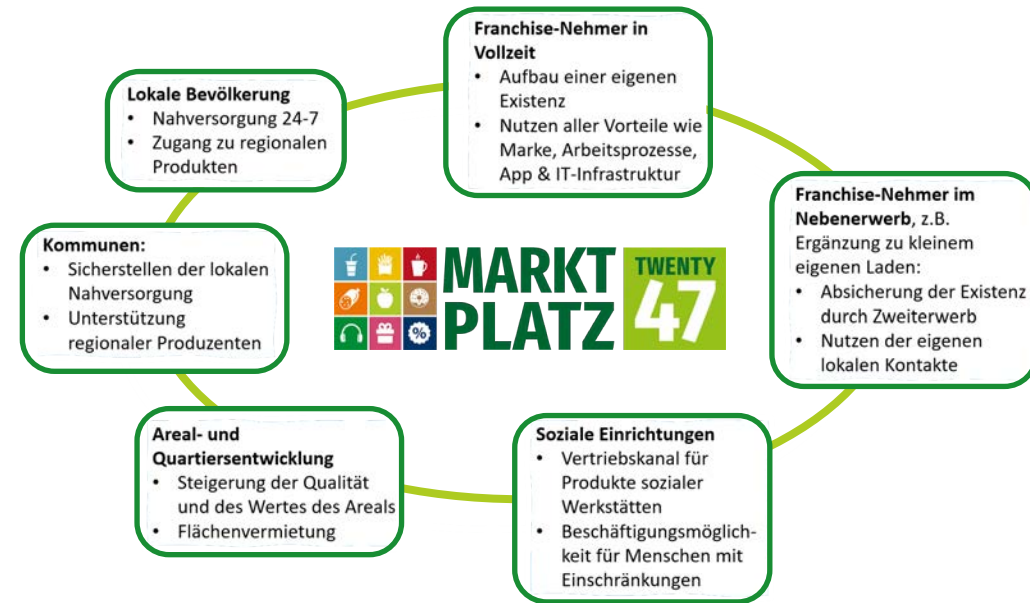 Franchise-Nehmer in
Vollzeit
• Aufbau einer eigenen
Existenz
• Nutzen aller Vorteile wie
Marke, Arbeitsprozesse,
App & IT-Infrastruktur
Lokale Bevölkerung
• Nahversorgung 24-7
• Zugang zu regionalen
Produkten
Franchise-Nehmer im
Nebenerwerb, z.B.
Ergänzung zu kleinem
eigenen Laden:
• Absicherung der Existenz
durch Zweiterwerb
• Nutzen der eigenen
lokalen Kontakte
Kommunen:
• Sicherstellen der lokalen
Nahversorgung
• Unterstützung
regionaler Produzenten
%
MARKT
PLATZ
TWENTY
47
Areal- und
Quartiersentwicklung
• Steigerung der Qualität
und des Wertes des Areals
• Flächenvermietung
Soziale Einrichtungen
• Vertriebskanal für
Produkte sozialer
Werkstätten
• Beschäftigungsmöglich-
keit für Menschen mit
Einschränkungen